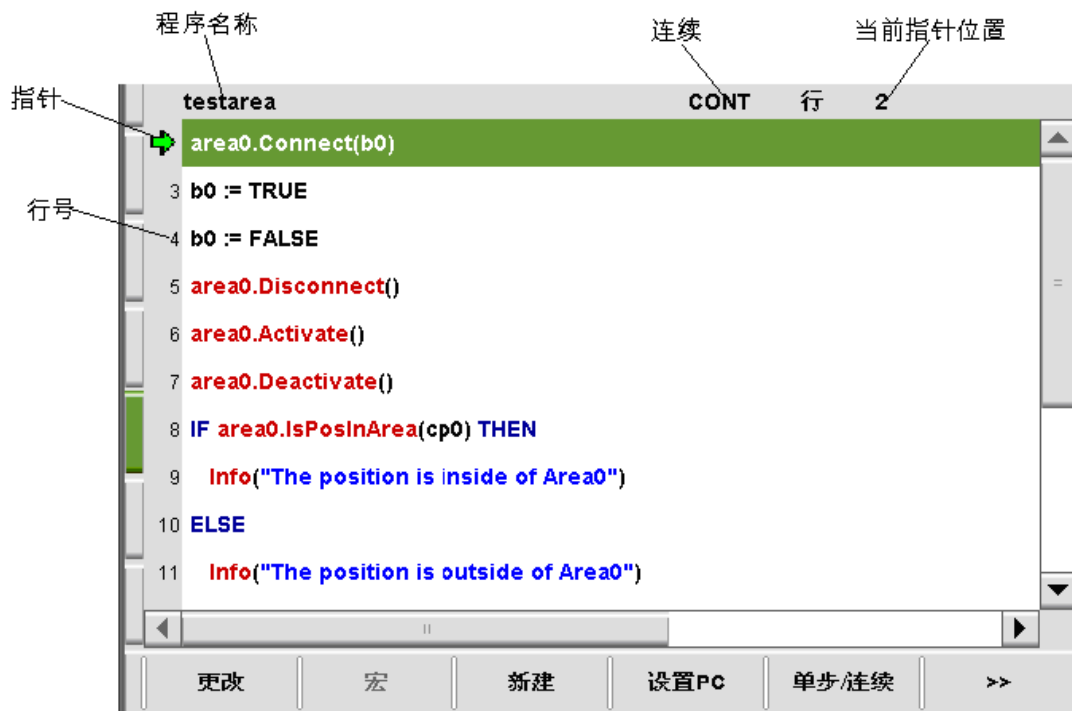 程序名称
连续
当前指针位置
指针
testarea CONT 行 2
area0.Connect(b0)
3 b0 := TRUE
行号
4 b0 := FALSE
5 area0.Disconnect()
6 area0.Activate()
7 area0.Deactivate()
8 IF area0.IsPosInArea(cp0) THEN
9 Info("The position is inside of Area0")
10 ELSE
11 Info("The position is outside of Area0")
更改 宏 新建 设置PC 单步/连续 >>